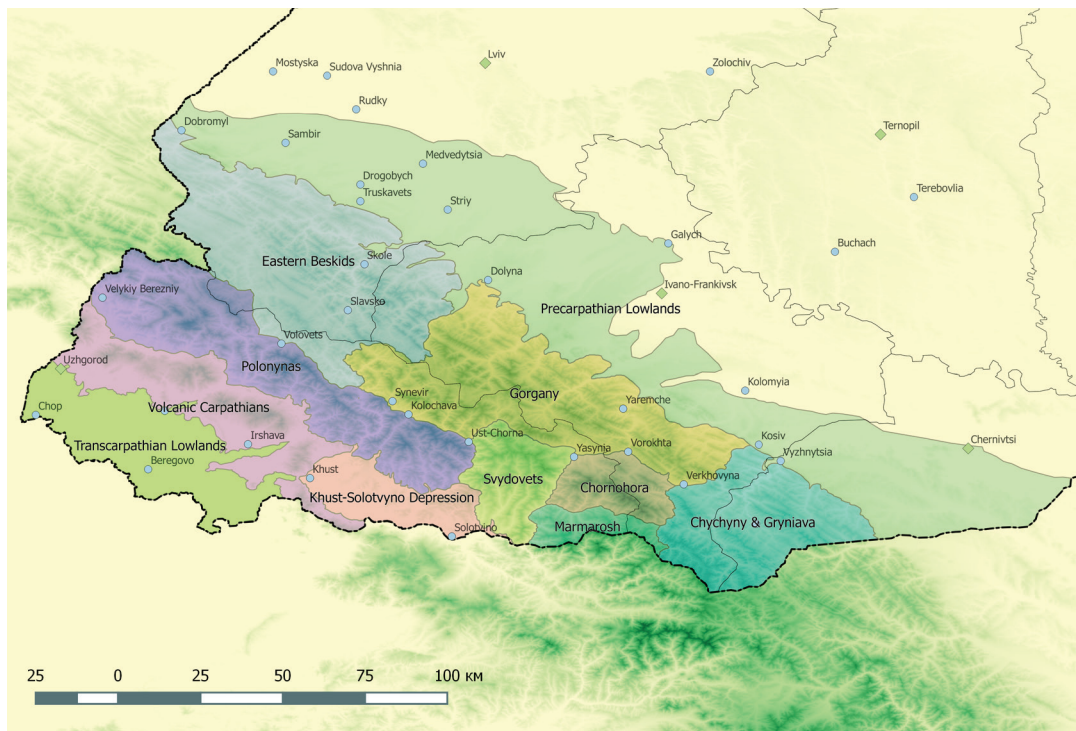 Lviv
Mostyska
Sudova Vyshnia
Zolochiv
Rudky
Dobromyl
Sambir
Ternopil
Medvedytsia
Drogobych
Truskavets
Striy
Terebovlia
Galych
Buchach
Skole
Eastern Beskids
Dolyna
Velykiy Berezniy
Ivano-Frankivsk
Slavsko
Precarpathian Lowlands
Volovets
Uzhgorod
Polonynas
Kolomyia
Synevir
Gorgany
Yaremche
Chop
Volcanic Carpathians
Kolochava
Irshava
Ust-Chorna
Kosiv
Chernivtsi
Transcarpathian Lowlands
Yasynja
Vorokhta
Vyzhnytsia
Beregovo
Khust
Svydovets
Verkhovyna
Chornohora
Khust-Solotvyno Depression
Solotvino
Marmarosh
Chychyny & Gryniava
25 0 25 50 75 100 км